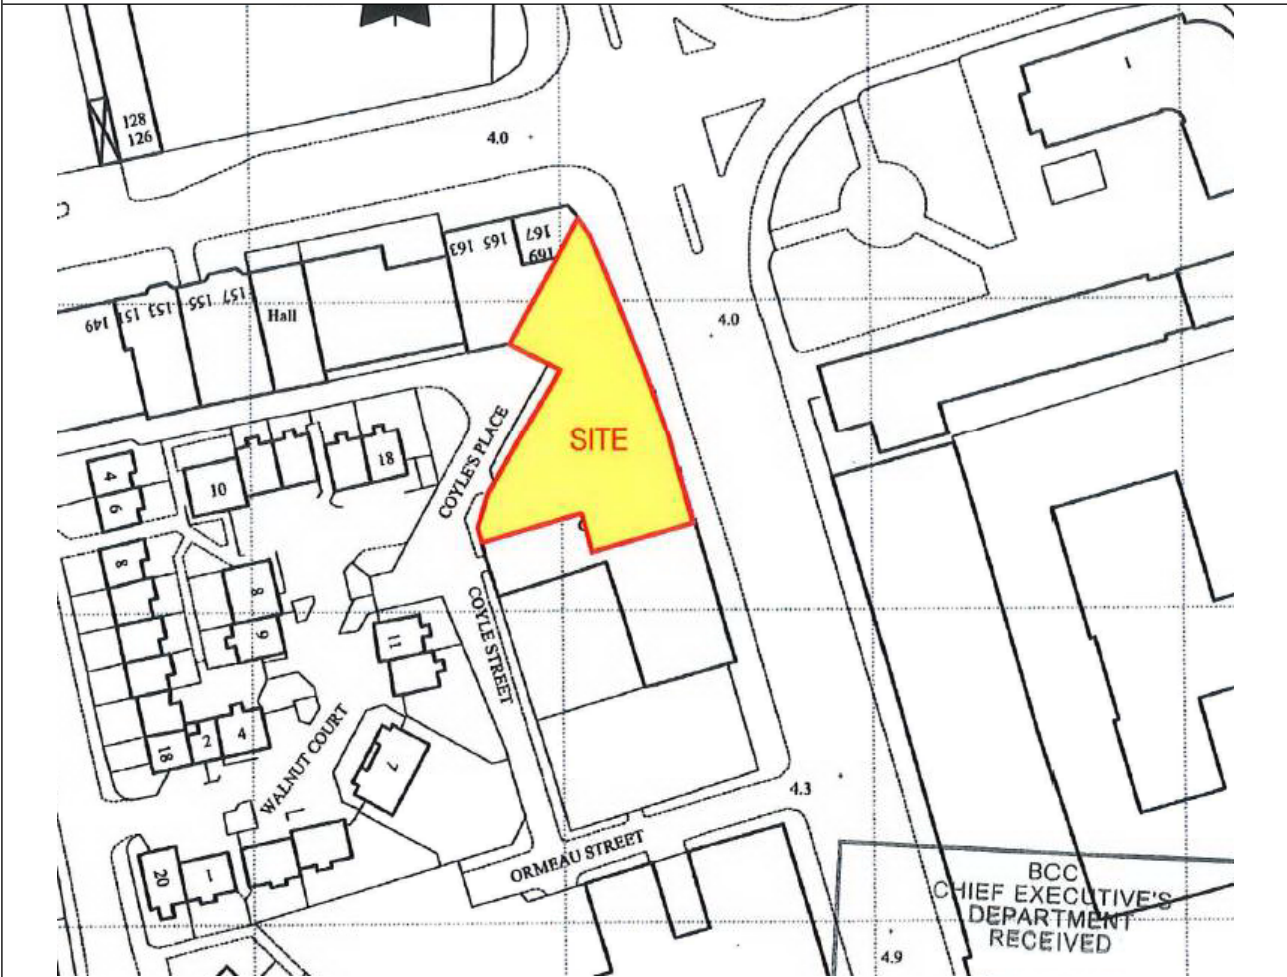 128
126
4.0
1
163 165 167
169
149 151 153 155 157
Hall
4.0
SITE
COYLE'S PLACE
18
10
4
6
8
8
9
11
COYLE STREET
18 2 4
7
WALNUT COURT
4.3
ORMEAU STREET
20 1
BCC
CHIEF EXECUTIVE'S
DEPARTMENT
RECEIVED
4.9